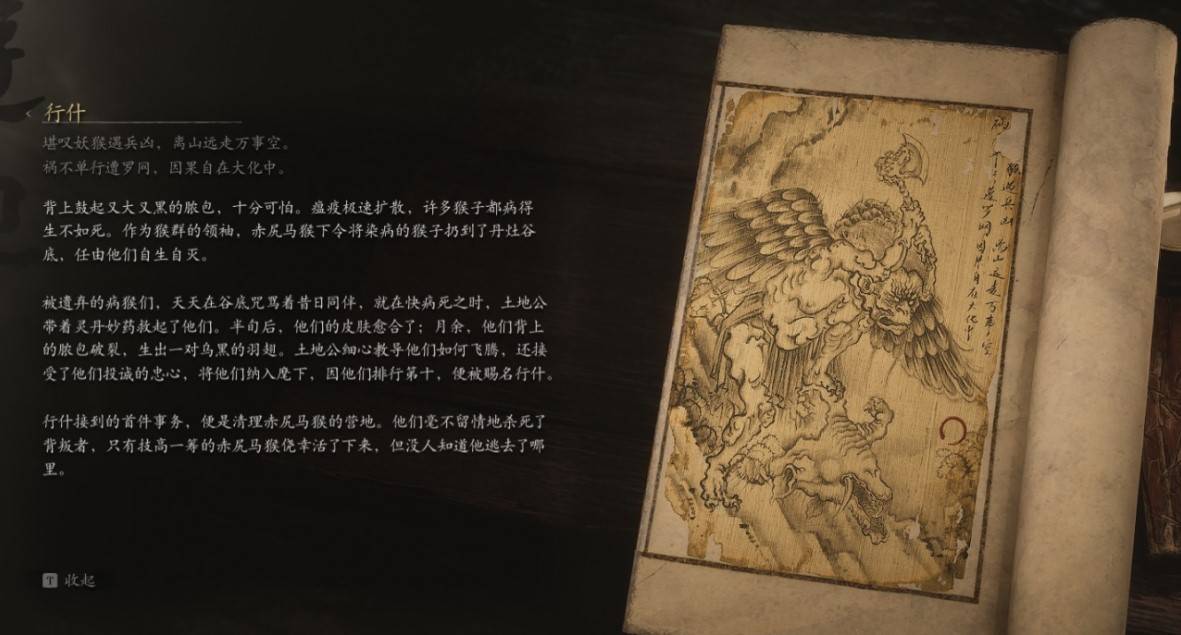 行什
堪叹妖猴遇兵凶，离山远走万事空。
祸不单行遭罗网，因果自在大化中。
背上鼓起又大又黑的脓包，十分可怕。瘟疫极速扩散，许多猴子都病得
生不如死。作为猴群的领袖，赤尻马猴下令将染病的猴子扔到了丹灶谷
底，任由他们自生自灭。
被遗弃的病猴们，天天在谷底咒骂着昔日同伴，就在快病死之时，土地公
带着灵丹妙药救起了他们。半旬后，他们的皮肤愈合了；月余，他们背上
的脓包破裂，生出一对乌黑的羽翅。土地公细心教导他们如何飞腾，还接
受了他们投诚的忠心，将他们纳入麾下，因他们排行第十，便被赐名行什。
行什接到的首件事务，便是清理赤尻马猴的营地。他们毫不留情地杀死了
背叛者，只有技高一筹的赤尻马猴侥幸活了下来，但没人知道他逃去了哪
里。
T 收起